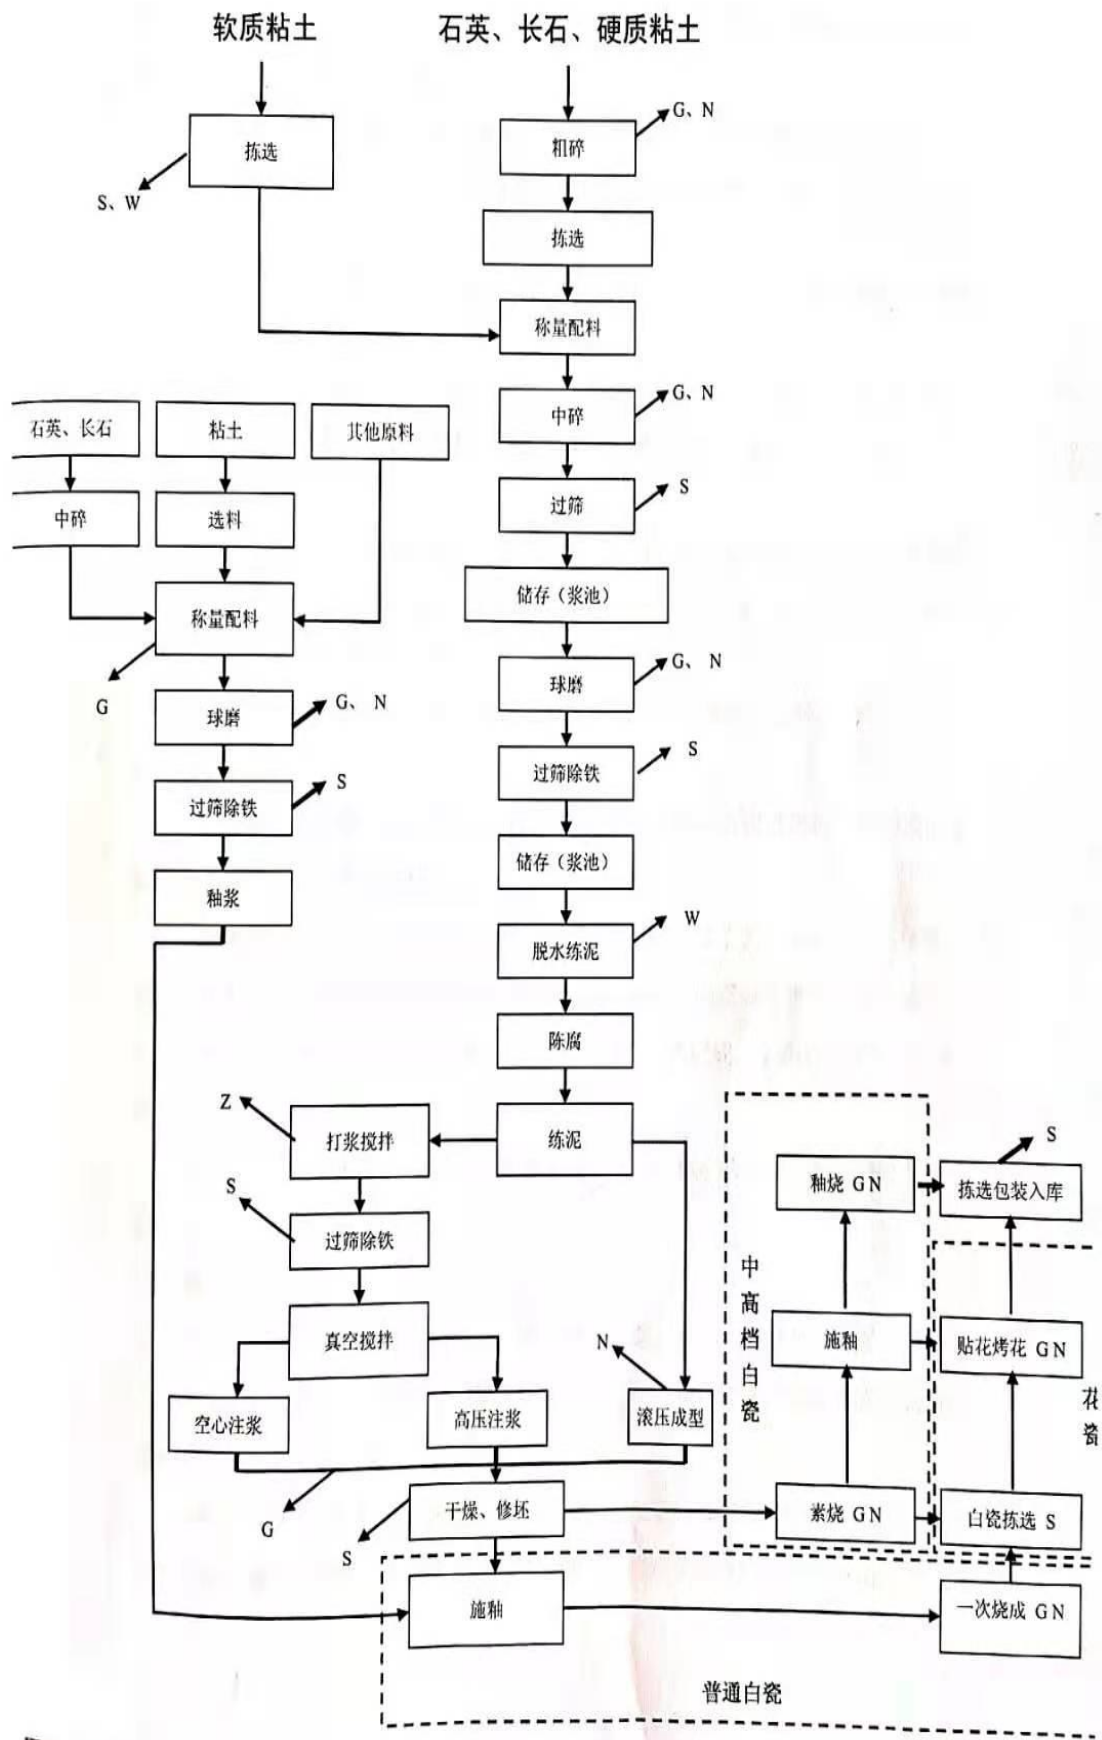 软质粘土
石英、长石、硬质粘土
拣选
S、W
粗碎
G、N
拣选
称量配料
中碎
G、N
过筛
S
储存（浆池）
球磨
G、N
过筛除铁
S
储存（浆池）
脱水练泥
W
陈腐
练泥
石英、长石
粘土
其他原料
中碎
选料
称量配料
G
球磨
G、N
过筛除铁
S
釉浆
打浆搅拌
Z
过筛除铁
S
真空搅拌
空心注浆
高压注浆
滚压成型
N
G
干燥、修坯
S
施釉
中高档白瓷
釉烧 GN
施釉
素烧 GN
拣选包装入库
S
贴花烤花 GN
白瓷拣选 S
花瓷
一次烧成 GN
普通白瓷